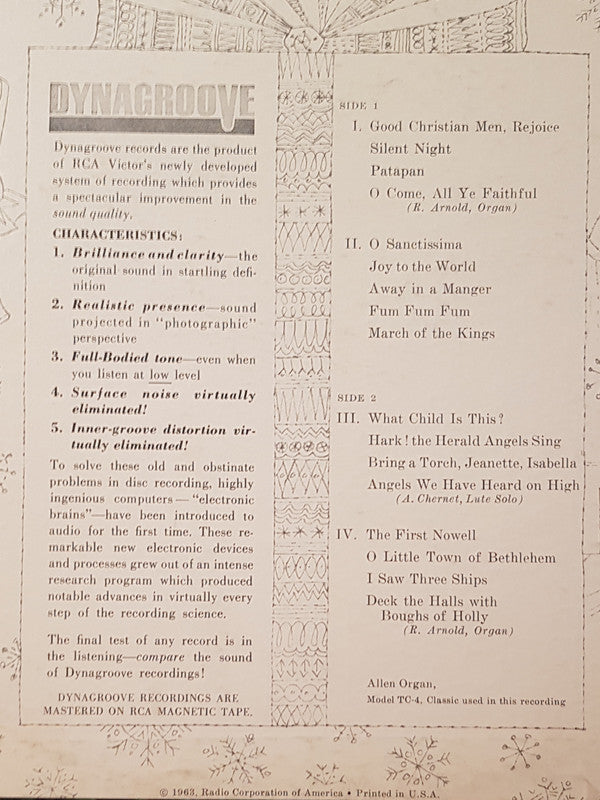 DYNAGROOVE
Dynagroove records are the product
of RCA Victor's newly developed
system of recording which provides
a spectacular improvement in the
sound quality.
CHARACTERISTICS:
1. Brilliance and clarity—the
original sound in startling defi-
nition
2. Realistic presence—sound
projected in "photographic"
perspective
3. Full-Bodied tone—even when
you listen at low level
4. Surface noise virtually
eliminated!
5. Inner-groove distortion vir-
tually eliminated!
To solve these old and obstinate
problems in disc recording, highly
ingenious computers—"electronic
brains"—have been introduced to
audio for the first time. These re-
markable new electronic devices
and processes grew out of an intense
research program which produced
notable advances in virtually every
step of the recording science.
The final test of any record is in
the listening—compare the sound
of Dynagroove recordings!
DYNAGROOVE RECORDINGS ARE
MASTERED ON RCA MAGNETIC TAPE.
SIDE 1
I. Good Christian Men, Rejoice
Silent Night
Patapan
O Come, All Ye Faithful
(R. Arnold, Organ)
II. O Sanctissima
Joy to the World
Away in a Manger
Fum Fum Fum
March of the Kings
SIDE 2
III. What Child Is This?
Hark! the Herald Angels Sing
Bring a Torch, Jeanette, Isabella
Angels We Have Heard on High
(A. Chernet, Lute Solo)
IV. The First Nowell
O Little Town of Bethlehem
I Saw Three Ships
Deck the Halls with
Boughs of Holly
(R. Arnold, Organ)
Allen Organ,
Model TC-4, Classic used in this recording
© 1963, Radio Corporation of America • Printed in U.S.A.